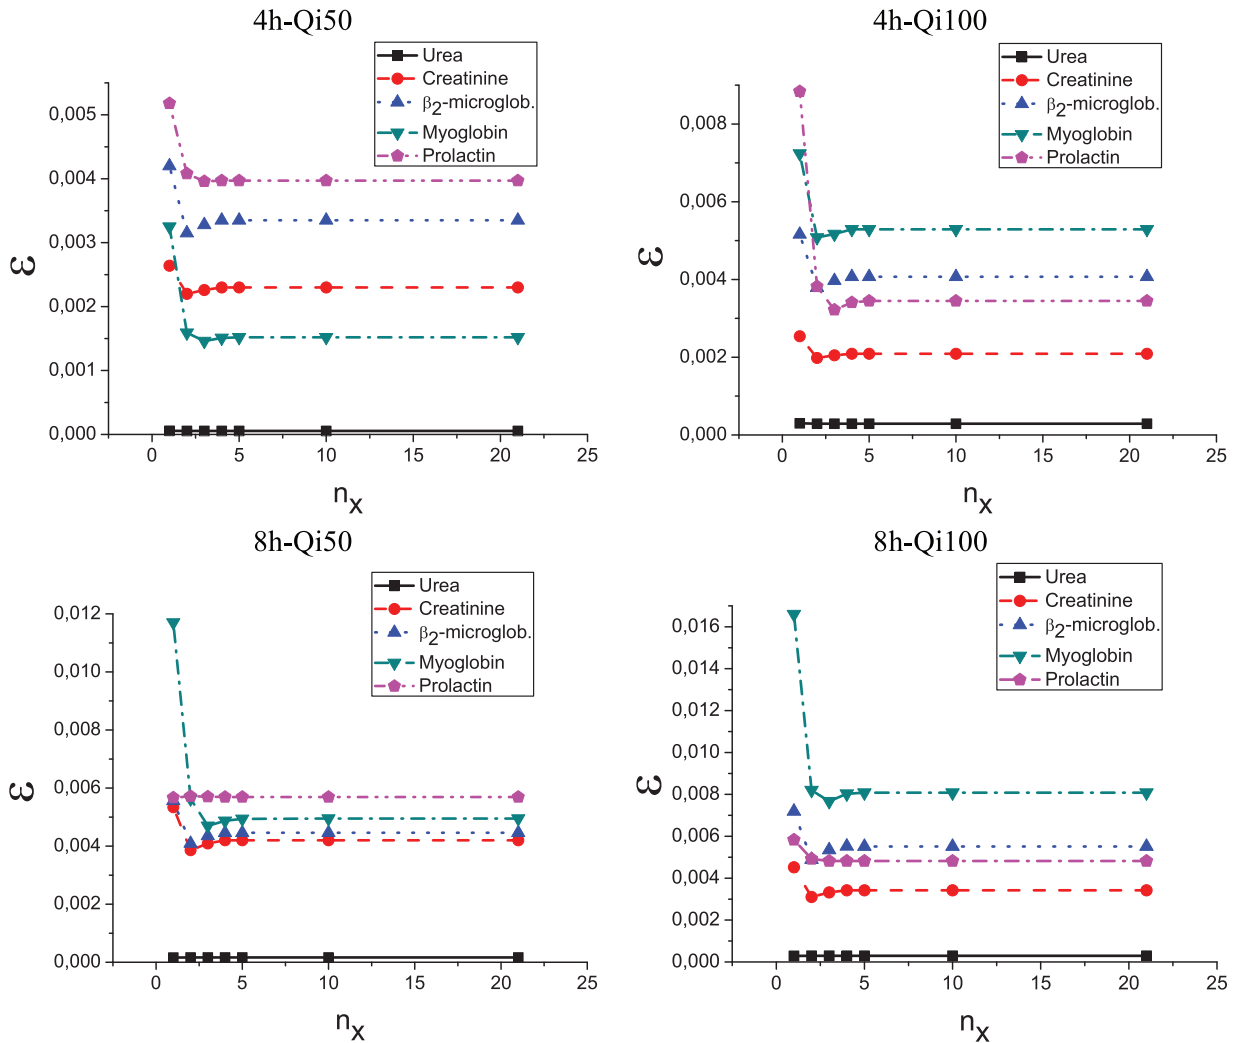 4h-Qi50
Urea
Creatinine
β2-microglob.
Myoglobin
Prolactin
0,005
0,004
0,003
0,002
0,001
0,000
ε
0 5 10 15 20 25
nx
4h-Qi100
Urea
Creatinine
β2-microglob.
Myoglobin
Prolactin
0,008
0,006
0,004
0,002
0,000
ε
0 5 10 15 20 25
nx
8h-Qi50
Urea
Creatinine
β2-microglob.
Myoglobin
Prolactin
0,012
0,010
0,008
0,006
0,004
0,002
0,000
ε
0 5 10 15 20 25
nx
8h-Qi100
Urea
Creatinine
β2-microglob.
Myoglobin
Prolactin
0,016
0,014
0,012
0,010
0,008
0,006
0,004
0,002
0,000
ε
0 5 10 15 20 25
nx